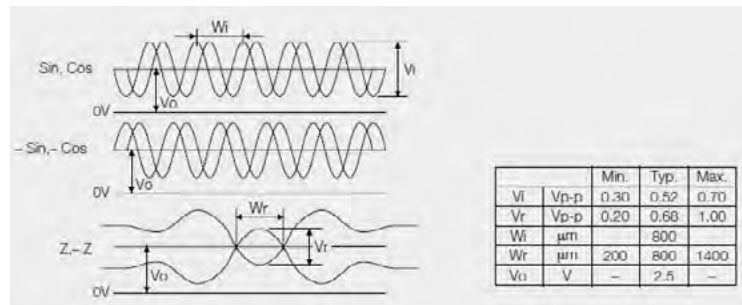 Wi
Sin, Cos
Vi
Vo
0V
– Sin,– Cos
Vo
0V
Wr
Z,– Z
Vr
Vo
0V
Min. Typ. Max.
Vi Vp-p 0.30 0.52 0.70
Vr Vp-p 0.20 0.68 1.00
Wi μm 800
Wr μm 200 800 1400
Vo V – 2.5 –